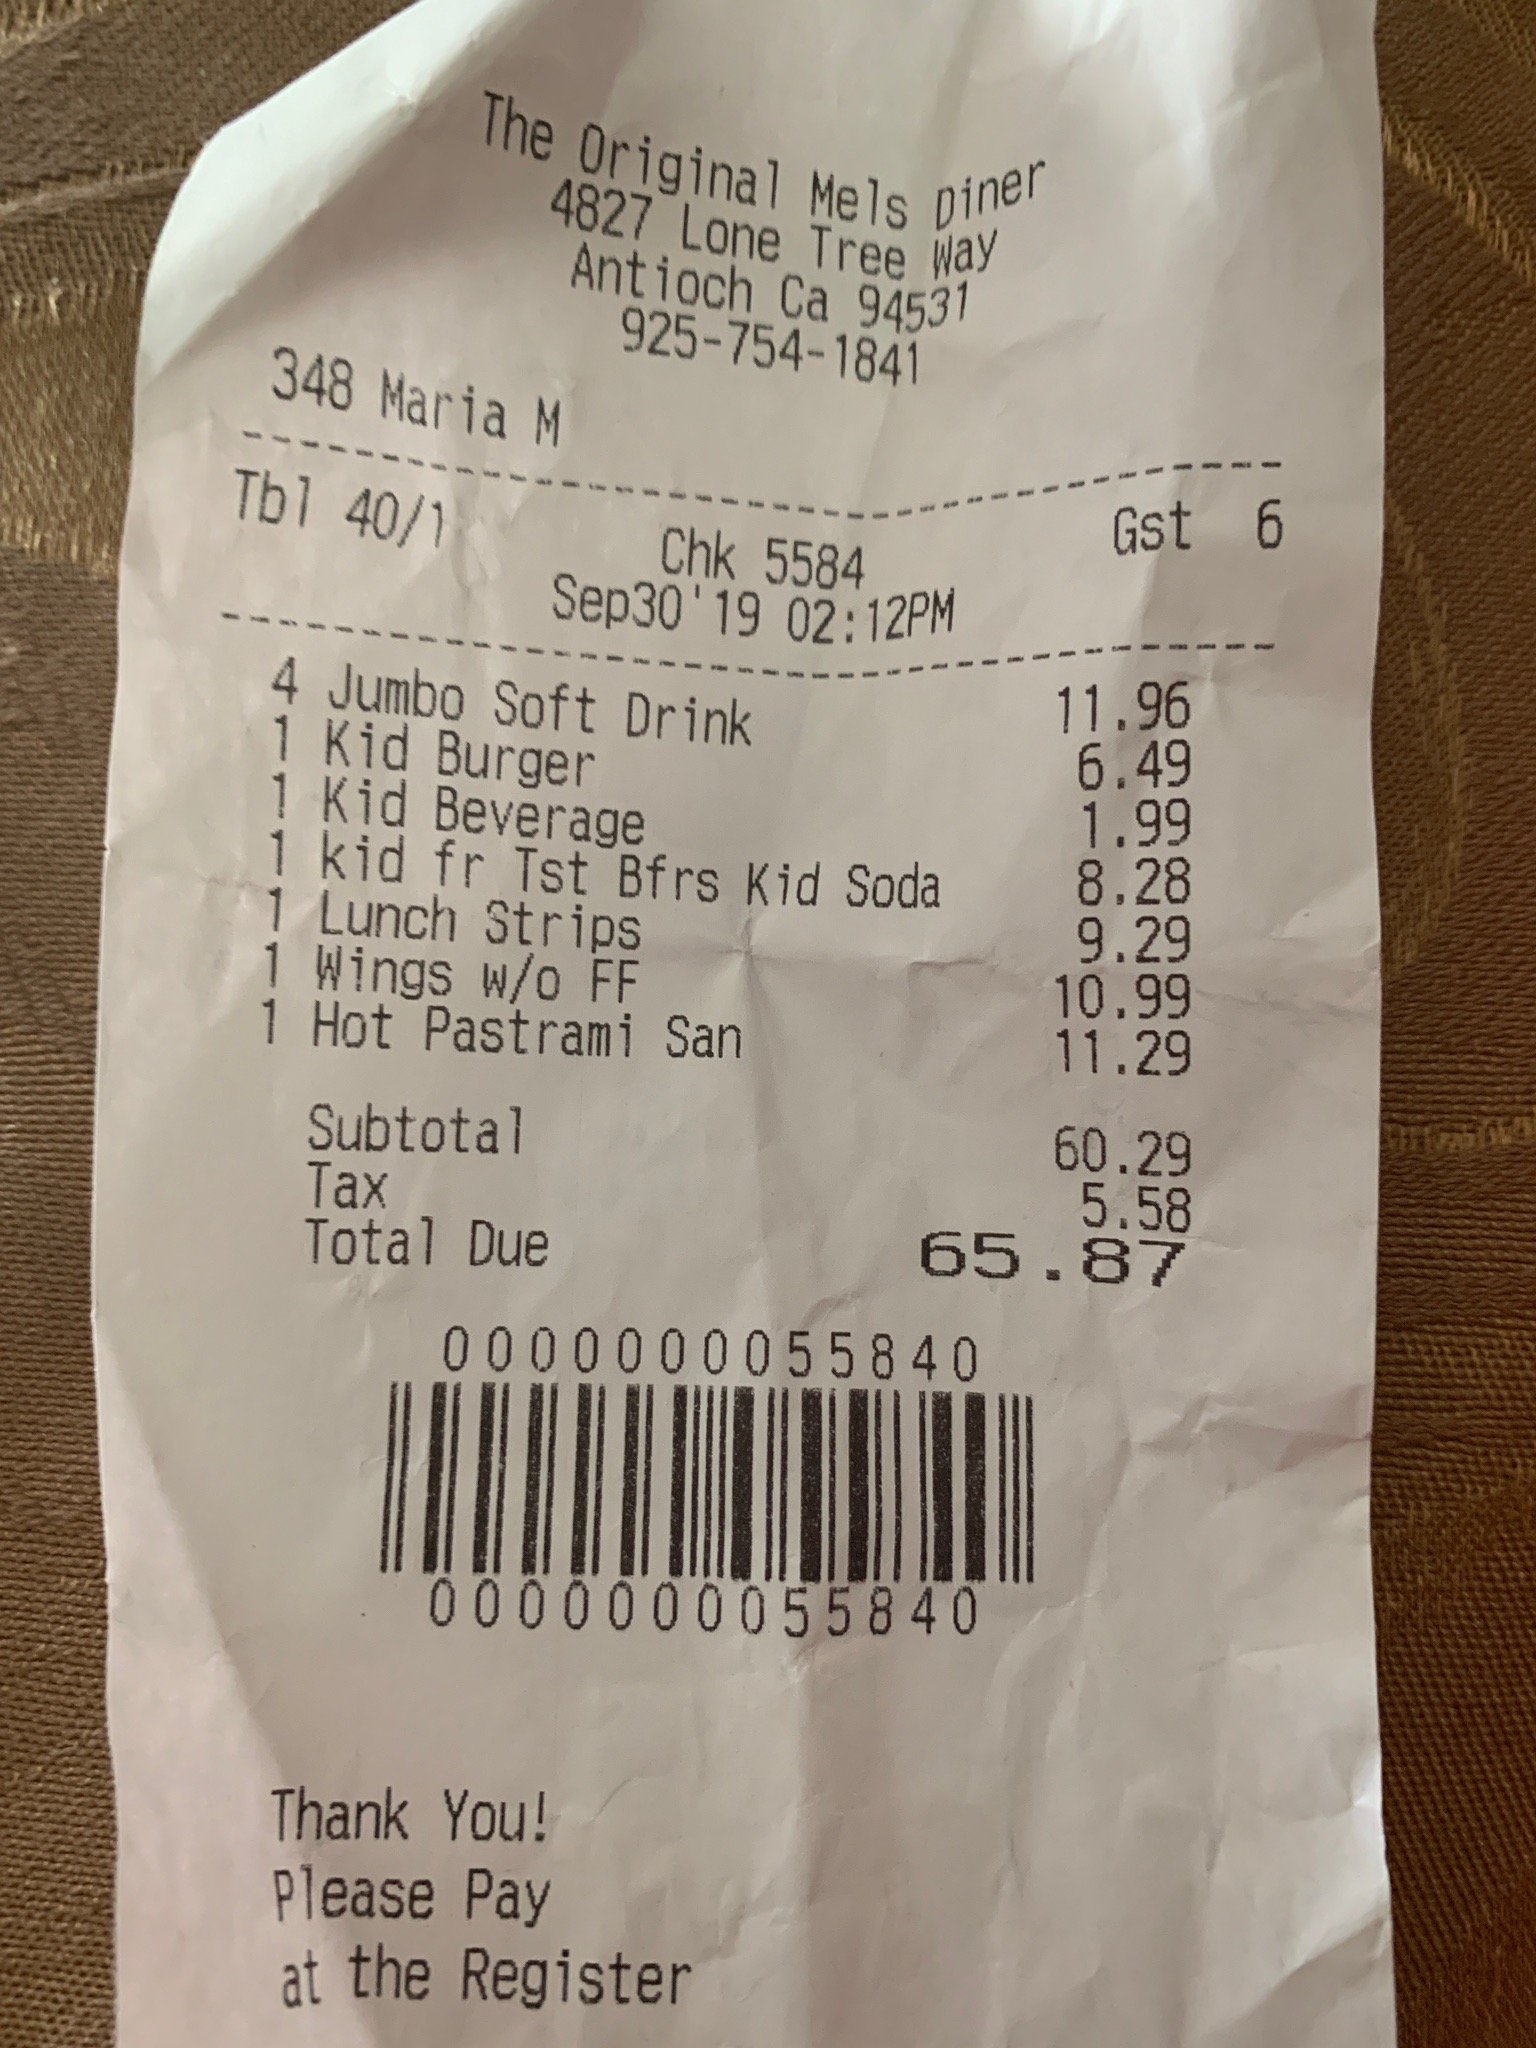 The Original Mels Diner
4827 Lone Tree Way
Antioch Ca 94531
925-754-1841
348 Maria M
Tbl 40/1 Chk 5584 Gst 6
Sep30'19 02:12PM
4 Jumbo Soft Drink 11.96
1 Kid Burger 6.49
1 Kid Beverage 1.99
1 kid fr Tst Bfrs Kid Soda 8.28
1 Lunch Strips 9.29
1 Wings w/o FF 10.99
1 Hot Pastrami San 11.29
Subtotal 60.29
Tax 5.58
Total Due 65.87
0000000055840
0000000055840
Thank You!
Please Pay
at the Register